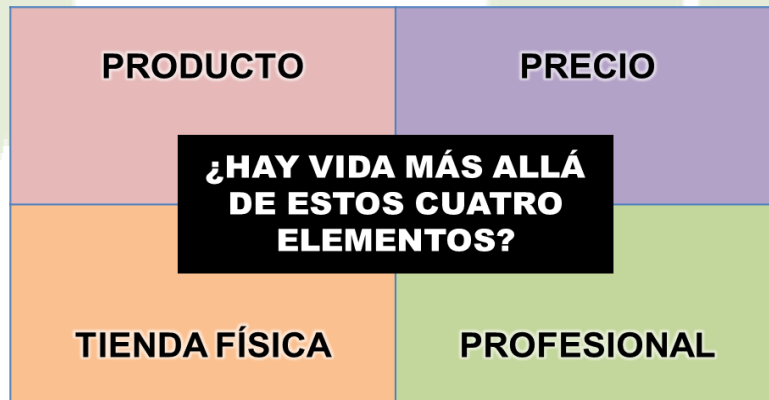 PRODUCTO
PRECIO
¿HAY VIDA MÁS ALLÁ
DE ESTOS CUATRO
ELEMENTOS?
TIENDA FÍSICA
PROFESIONAL